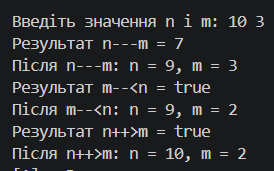 Введіть значення n і m: 10 3
Результат n---m = 7
Після n---m: n = 9, m = 3
Результат m--<n = true
Після m--<n: n = 9, m = 2
Результат n++>m = true
Після n++>m: n = 10, m = 2